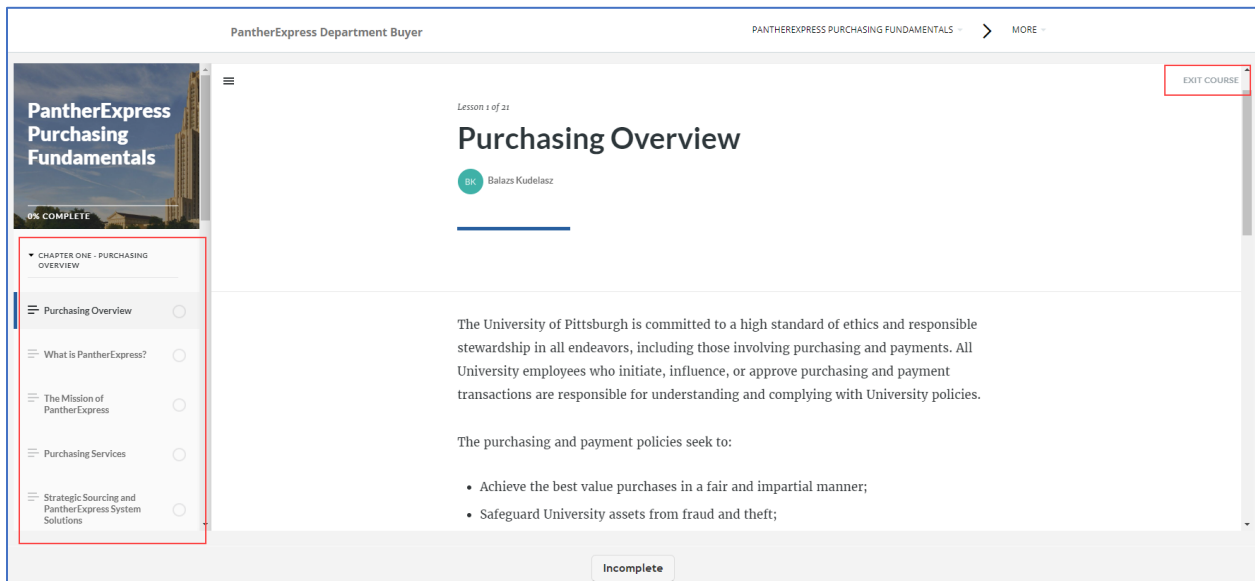 PantherExpress Department Buyer
PANTHEREXPRESS PURCHASING FUNDAMENTALS
MORE
PantherExpress
Purchasing
Fundamentals
0% COMPLETE
CHAPTER ONE - PURCHASING
OVERVIEW
Purchasing Overview
What is PantherExpress?
The Mission of
PantherExpress
Purchasing Services
Strategic Sourcing and
PantherExpress System
Solutions
EXIT COURSE
Lesson 1 of 21
Purchasing Overview
BK
Balazs Kudelasz
The University of Pittsburgh is committed to a high standard of ethics and responsible
stewardship in all endeavors, including those involving purchasing and payments. All
University employees who initiate, influence, or approve purchasing and payment
transactions are responsible for understanding and complying with University policies.
The purchasing and payment policies seek to:
• Achieve the best value purchases in a fair and impartial manner;
• Safeguard University assets from fraud and theft;
Incomplete